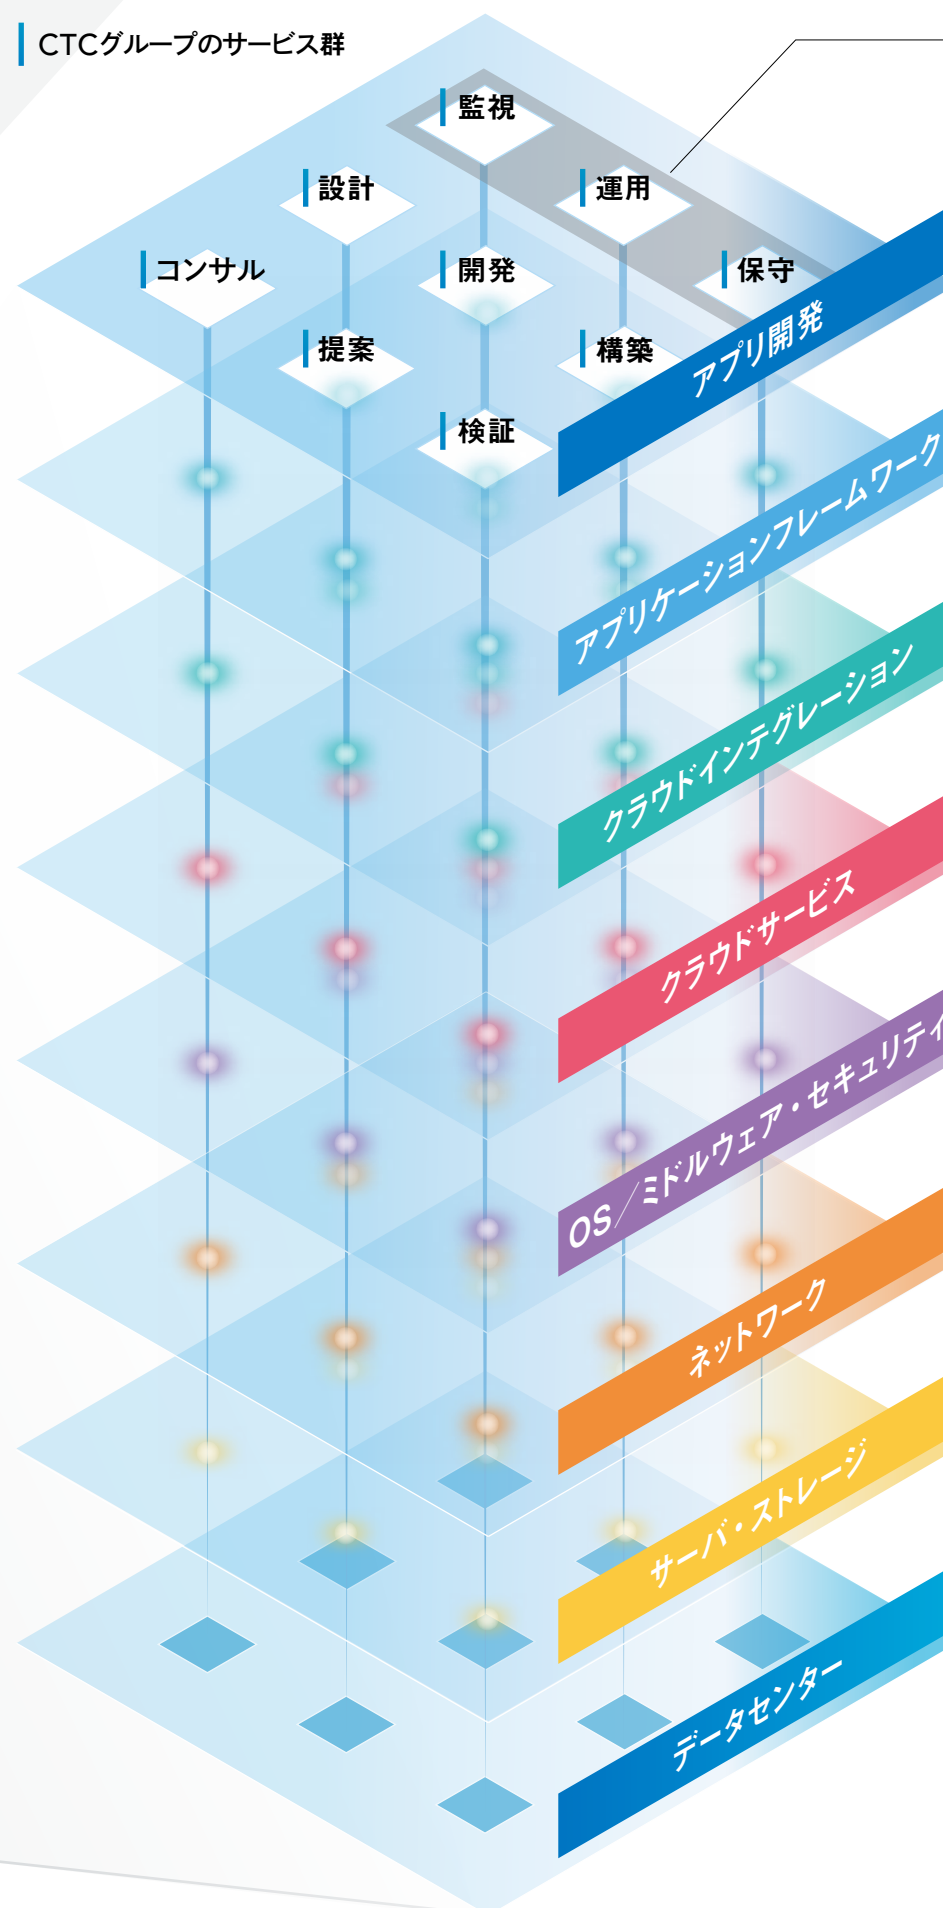 CTCグループのサービス群
監視
設計
運用
コンサル
開発
保守
提案
構築
検証
アプリ開発
アプリケーションフレームワーク
クラウドインテグレーション
クラウドサービス
OS／ミドルウェア・セキュリティ
ネットワーク
サーバ・ストレージ
データセンター